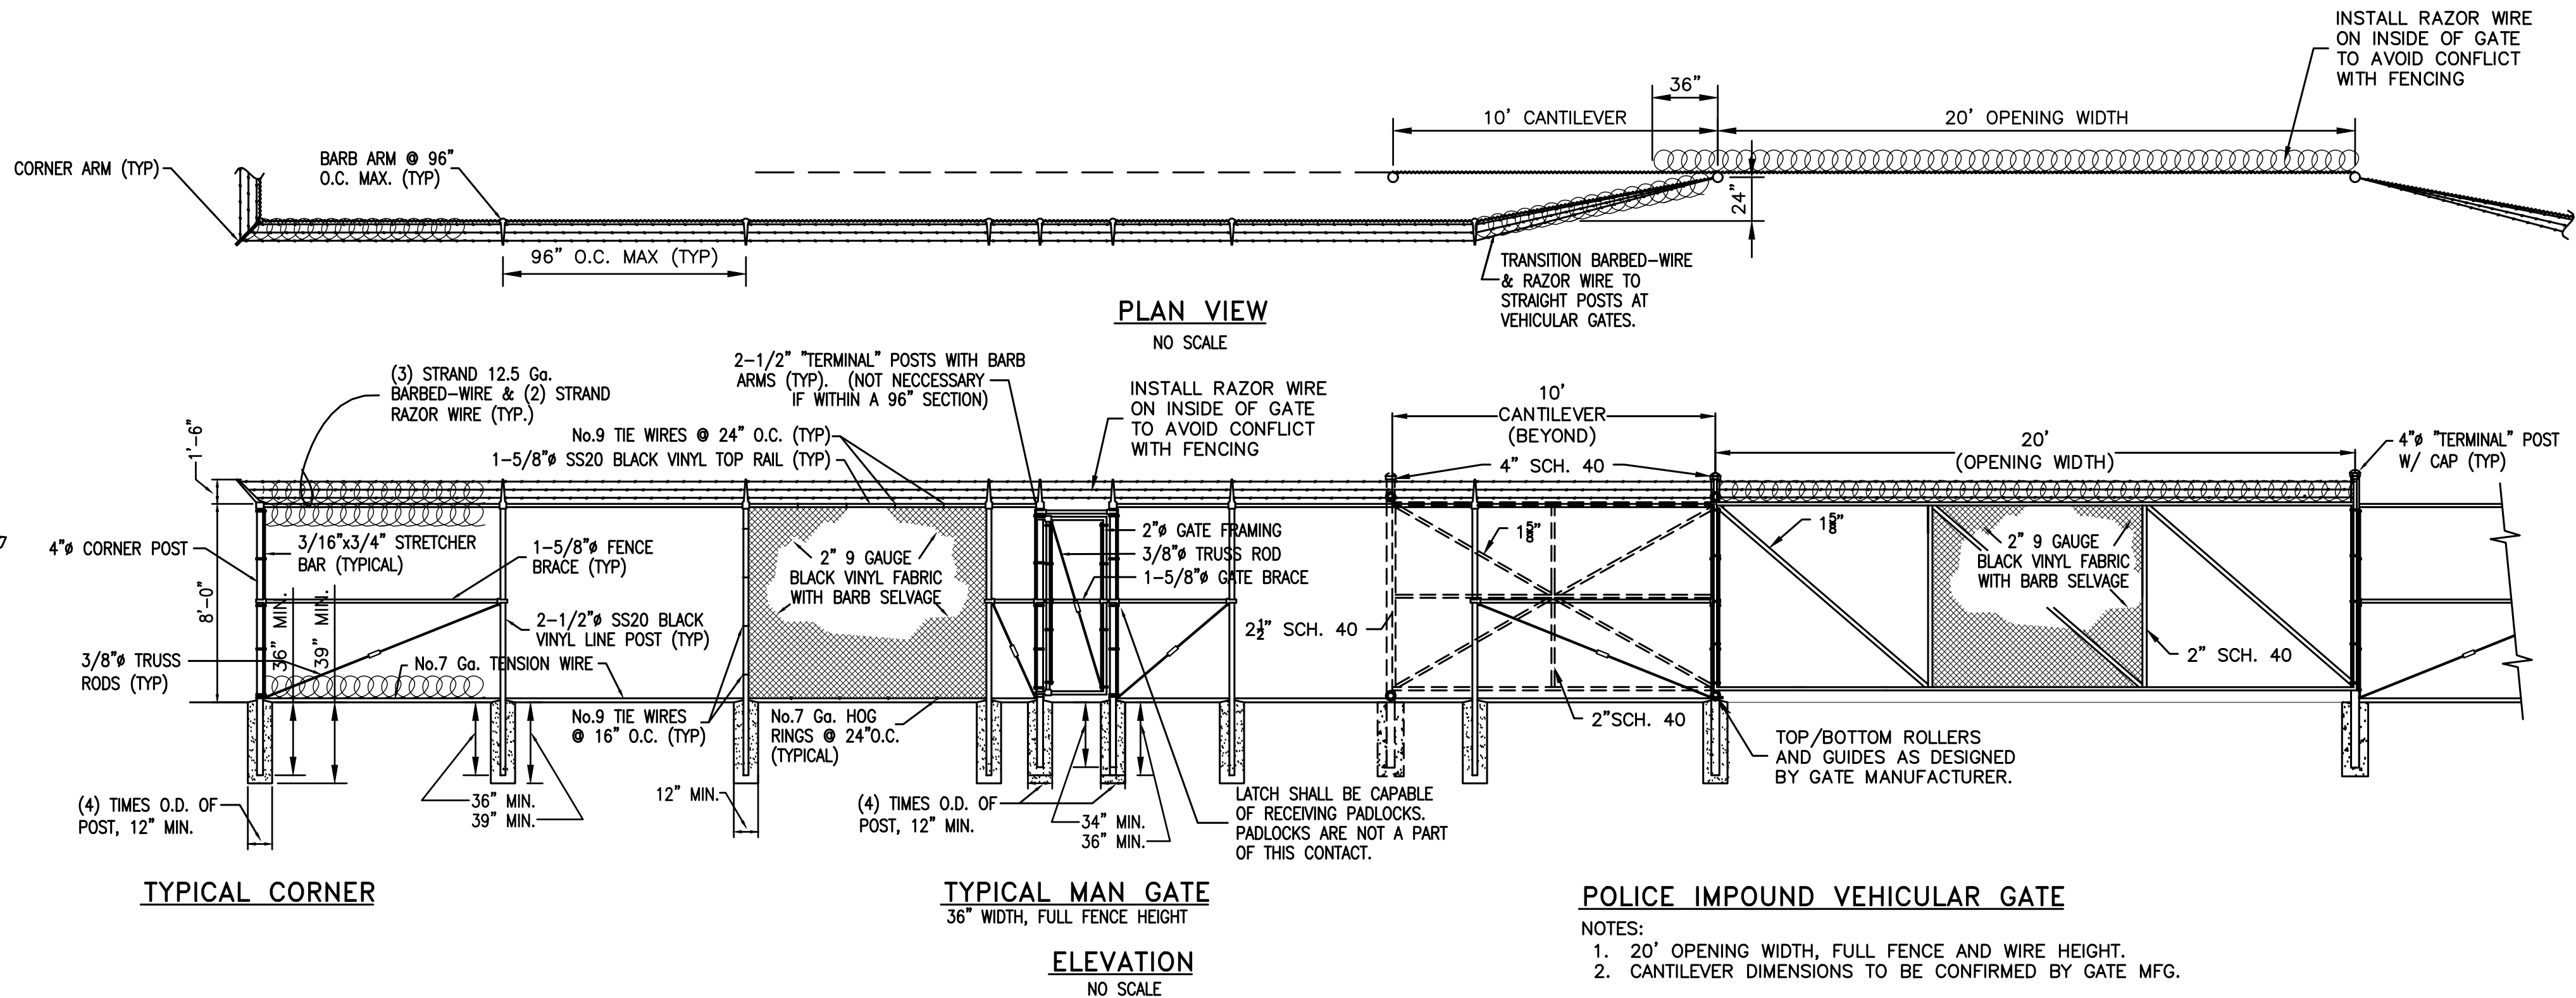 INSTALL RAZOR WIRE
ON INSIDE OF GATE
TO AVOID CONFLICT
WITH FENCING
36"
10' CANTILEVER
20' OPENING WIDTH
CORNER ARM (TYP)
BARB ARM @ 96"
O.C. MAX. (TYP)
24"
96" O.C. MAX (TYP)
TRANSITION BARBED-WIRE
& RAZOR WIRE TO
STRAIGHT POSTS AT
VEHICULAR GATES.
PLAN VIEW
NO SCALE
(3) STRAND 12.5 Ga.
BARBED-WIRE & (2) STRAND
RAZOR WIRE (TYP.)
2-1/2" "TERMINAL" POSTS WITH BARB
ARMS (TYP). (NOT NECCESSARY
IF WITHIN A 96" SECTION)
INSTALL RAZOR WIRE
ON INSIDE OF GATE
TO AVOID CONFLICT
WITH FENCING
10'
CANTILEVER
(BEYOND)
20'
(OPENING WIDTH)
4"ø "TERMINAL" POST
W/ CAP (TYP)
1'-6"
No.9 TIE WIRES @ 24" O.C. (TYP)
1-5/8"ø SS20 BLACK VINYL TOP RAIL (TYP)
4" SCH. 40
4"ø CORNER POST
3/16"x3/4" STRETCHER
BAR (TYPICAL)
1-5/8"ø FENCE
BRACE (TYP)
2" 9 GAUGE
BLACK VINYL FABRIC
WITH BARB SELVAGE
2"ø GATE FRAMING
3/8"ø TRUSS ROD
1-5/8"ø GATE BRACE
1⅝"
1⅝"
2" 9 GAUGE
BLACK VINYL FABRIC
WITH BARB SELVAGE
8'-0"
36" MIN.
39" MIN.
2-1/2"ø SS20 BLACK
VINYL LINE POST (TYP)
2½" SCH. 40
3/8"ø TRUSS
RODS (TYP)
No.7 Ga. TENSION WIRE
2" SCH. 40
No.9 TIE WIRES
@ 16" O.C. (TYP)
No.7 Ga. HOG
RINGS @ 24"O.C.
(TYPICAL)
2"SCH. 40
TOP/BOTTOM ROLLERS
AND GUIDES AS DESIGNED
BY GATE MANUFACTURER.
(4) TIMES O.D. OF
POST, 12" MIN.
36" MIN.
39" MIN.
12" MIN.
(4) TIMES O.D. OF
POST, 12" MIN.
34" MIN.
36" MIN.
LATCH SHALL BE CAPABLE
OF RECEIVING PADLOCKS.
PADLOCKS ARE NOT A PART
OF THIS CONTACT.
TYPICAL CORNER
TYPICAL MAN GATE
36" WIDTH, FULL FENCE HEIGHT
ELEVATION
NO SCALE
POLICE IMPOUND VEHICULAR GATE
NOTES:
1. 20' OPENING WIDTH, FULL FENCE AND WIRE HEIGHT.
2. CANTILEVER DIMENSIONS TO BE CONFIRMED BY GATE MFG.